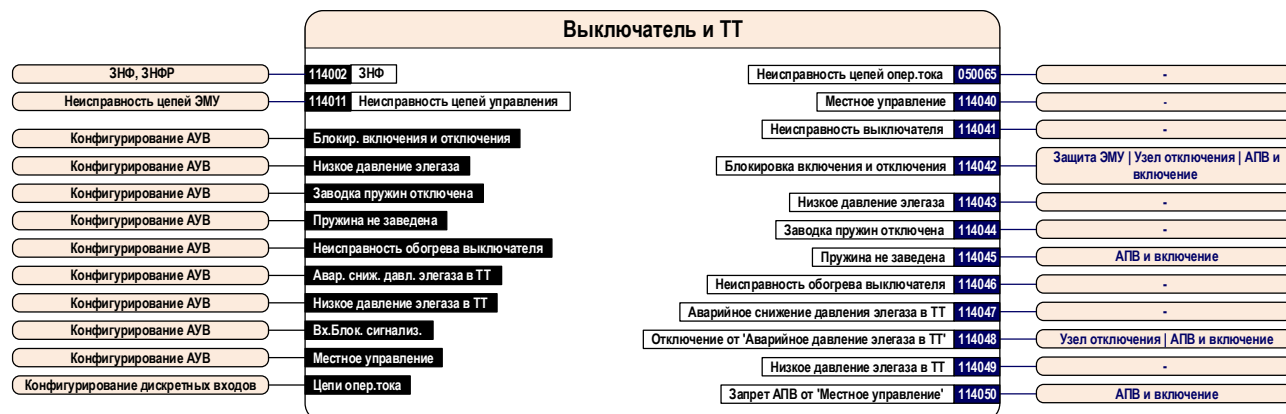 Выключатель и ТТ
ЗНФ, ЗНФР 114002 ЗНФ
Неисправность цепей ЭМУ 114011 Неисправность цепей управления
Конфигурирование АУВ Блокир. включения и отключения
Конфигурирование АУВ Низкое давление элегаза
Конфигурирование АУВ Заводка пружин отключена
Конфигурирование АУВ Пружина не заведена
Конфигурирование АУВ Неисправность обогрева выключателя
Конфигурирование АУВ Авар. сниж. давл. элегаза в ТТ
Конфигурирование АУВ Низкое давление элегаза в ТТ
Конфигурирование АУВ Вх.Блок. сигнализ.
Конфигурирование АУВ Местное управление
Конфигурирование дискретных входов Цепи опер.тока
Неисправность цепей опер.тока 050065 -
Местное управление 114040 -
Неисправность выключателя 114041 -
Блокировка включения и отключения 114042 Защита ЭМУ | Узел отключения | АПВ и
включение
Низкое давление элегаза 114043 -
Заводка пружин отключена 114044 -
Пружина не заведена 114045 АПВ и включение
Неисправность обогрева выключателя 114046 -
Аварийное снижение давления элегаза в ТТ 114047 -
Отключение от 'Аварийное давление элегаза в ТТ' 114048 Узел отключения | АПВ и включение
Низкое давление элегаза в ТТ 114049 -
Запрет АПВ от 'Местное управление' 114050 АПВ и включение